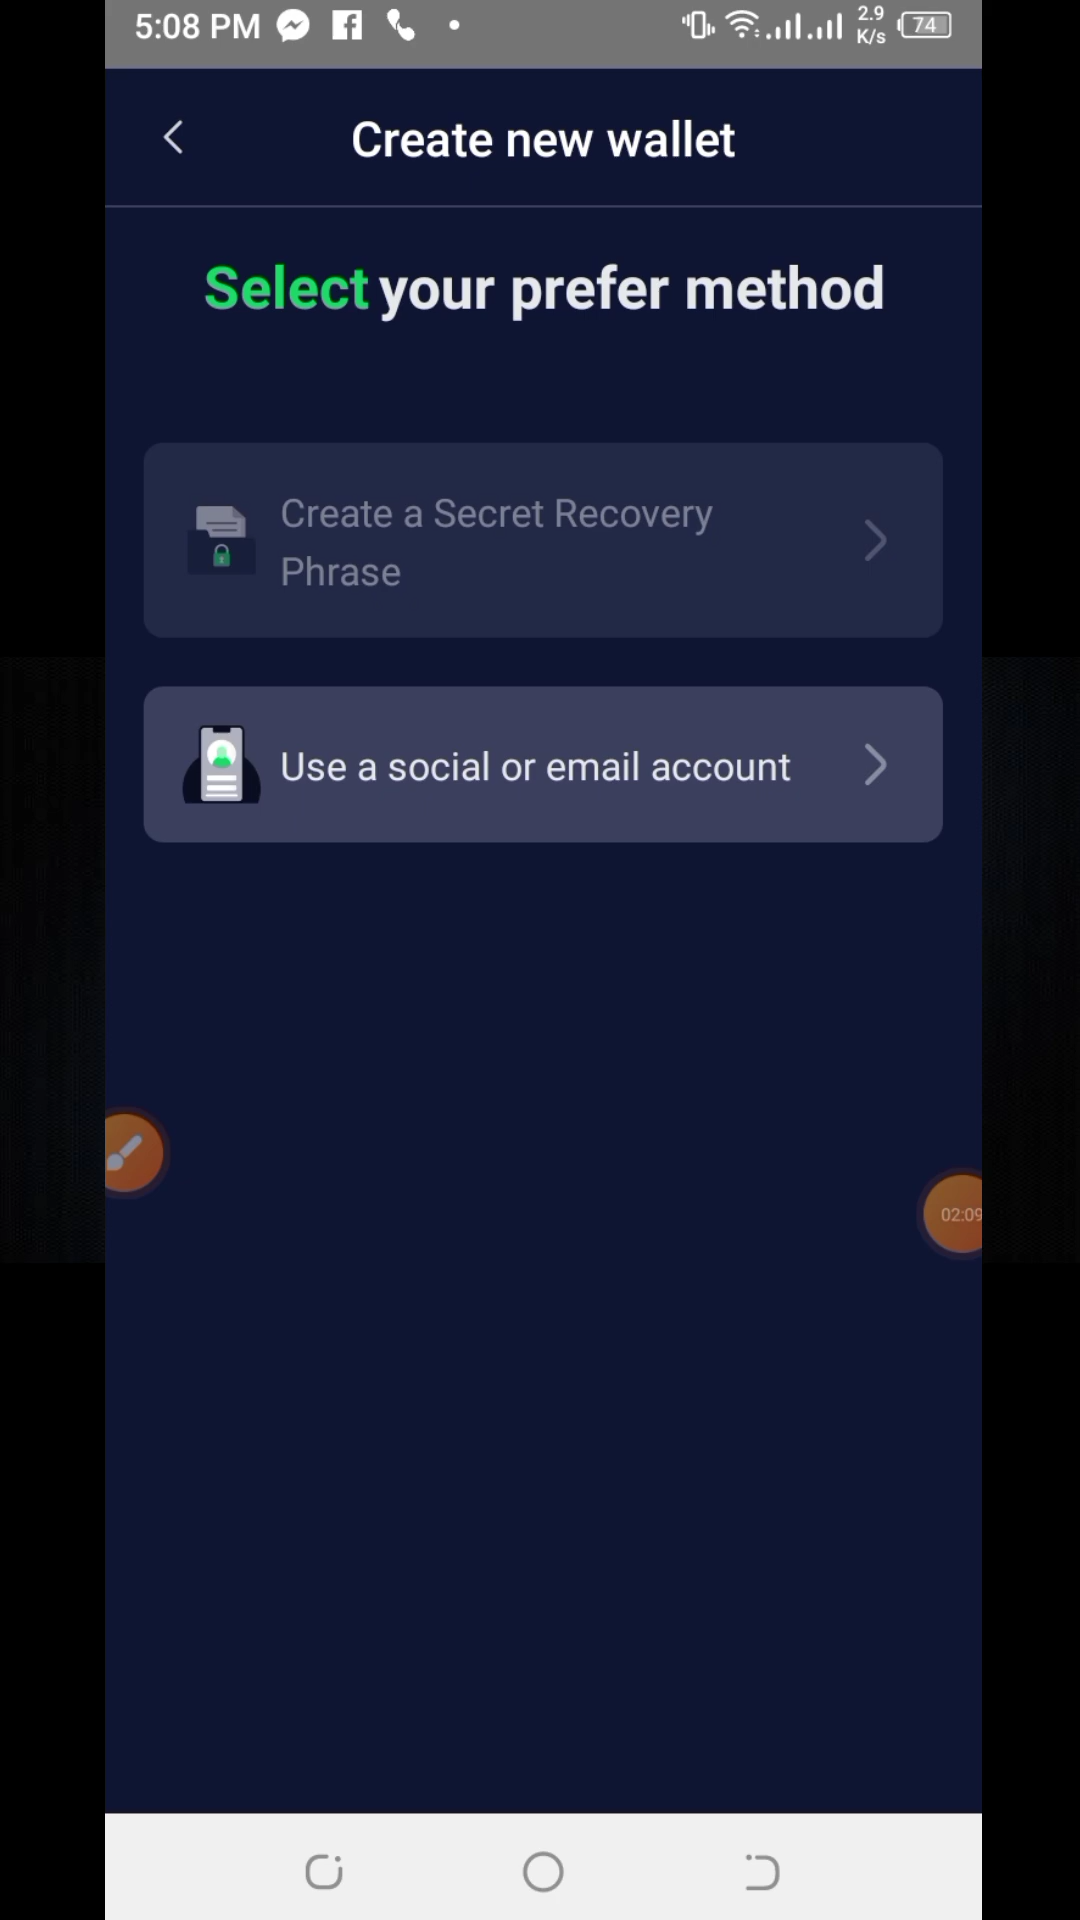 5:08 PM
2.9
K/s
74
Create new wallet
Select your prefer method
Create a Secret Recovery
Phrase
Use a social or email account
02:09